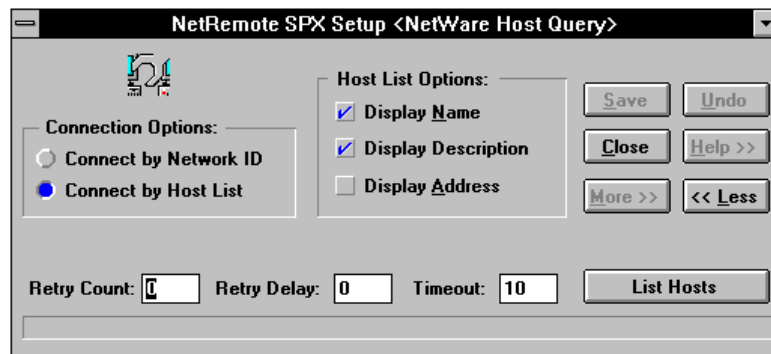 NetRemote SPX Setup <NetWare Host Query>
Connection Options:
Connect by Network ID
Connect by Host List
Host List Options:
Display Name
Display Description
Display Address
Save
Undo
Close
Help >>
More >>
<< Less
Retry Count: 0 Retry Delay: 0 Timeout: 10
List Hosts